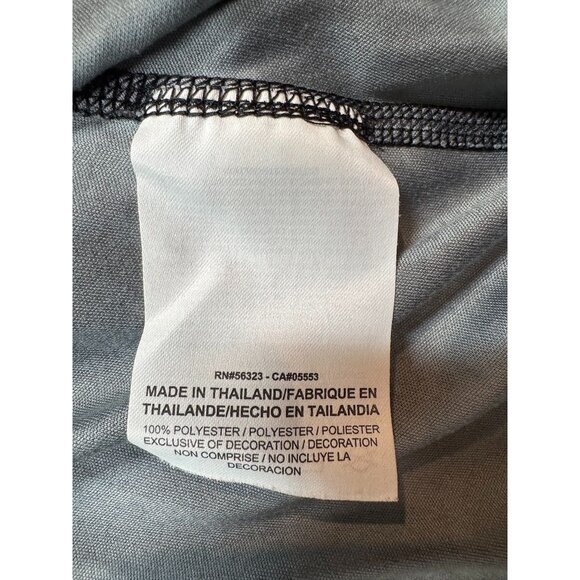 RN#56323 - CA#05553
MADE IN THAILAND/FABRIQUE EN
THAILANDE/HECHO EN TAILANDIA
100% POLYESTER / POLYESTER / POLIESTER
EXCLUSIVE OF DECORATION / DECORATION
NON COMPRISE / NO INCLUYE LA
DECORACION